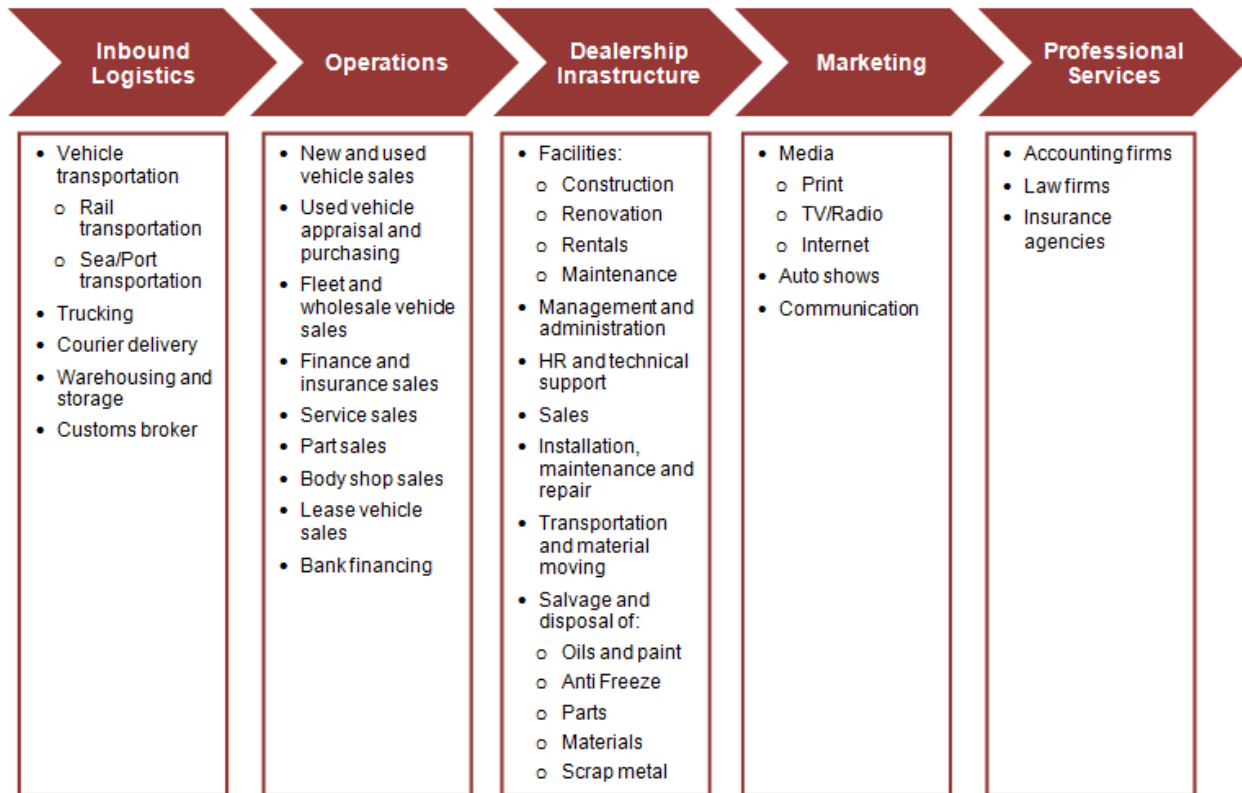 Inbound
Logistics
Operations
Dealership
Inrastructure
Marketing
Professional
Services
• Vehicle
transportation
o Rail
transportation
o Sea/Port
transportation
• Trucking
• Courier delivery
• Warehousing and
storage
• Customs broker
• New and used
vehicle sales
• Used vehicle
appraisal and
purchasing
• Fleet and
wholesale vehicle
sales
• Finance and
insurance sales
• Service sales
• Part sales
• Body shop sales
• Lease vehicle
sales
• Bank financing
• Facilities:
o Construction
o Renovation
o Rentals
o Maintenance
• Management and
administration
• HR and technical
support
• Sales
• Installation,
maintenance and
repair
• Transportation
and material
moving
• Salvage and
disposal of:
o Oils and paint
o Anti Freeze
o Parts
o Materials
o Scrap metal
• Media
o Print
o TV/Radio
o Internet
• Auto shows
• Communication
• Accounting firms
• Law firms
• Insurance
agencies